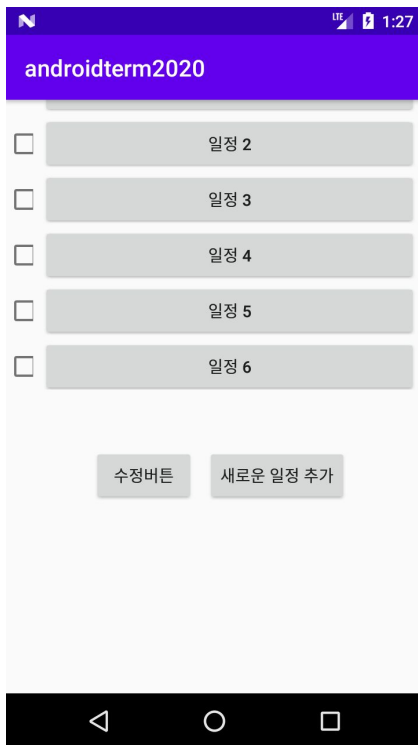 LTE 1:27
androidterm2020
일정 2
일정 3
일정 4
일정 5
일정 6
수정버튼 새로운 일정 추가